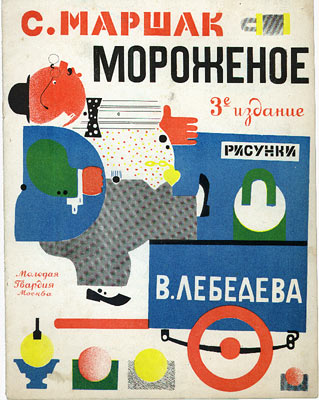 С. МАРШАК
МОРОЖЕНОЕ
3е издание
РИСУНКИ
В. ЛЕБЕДЕВА
Молодая
Гвардия
Москва